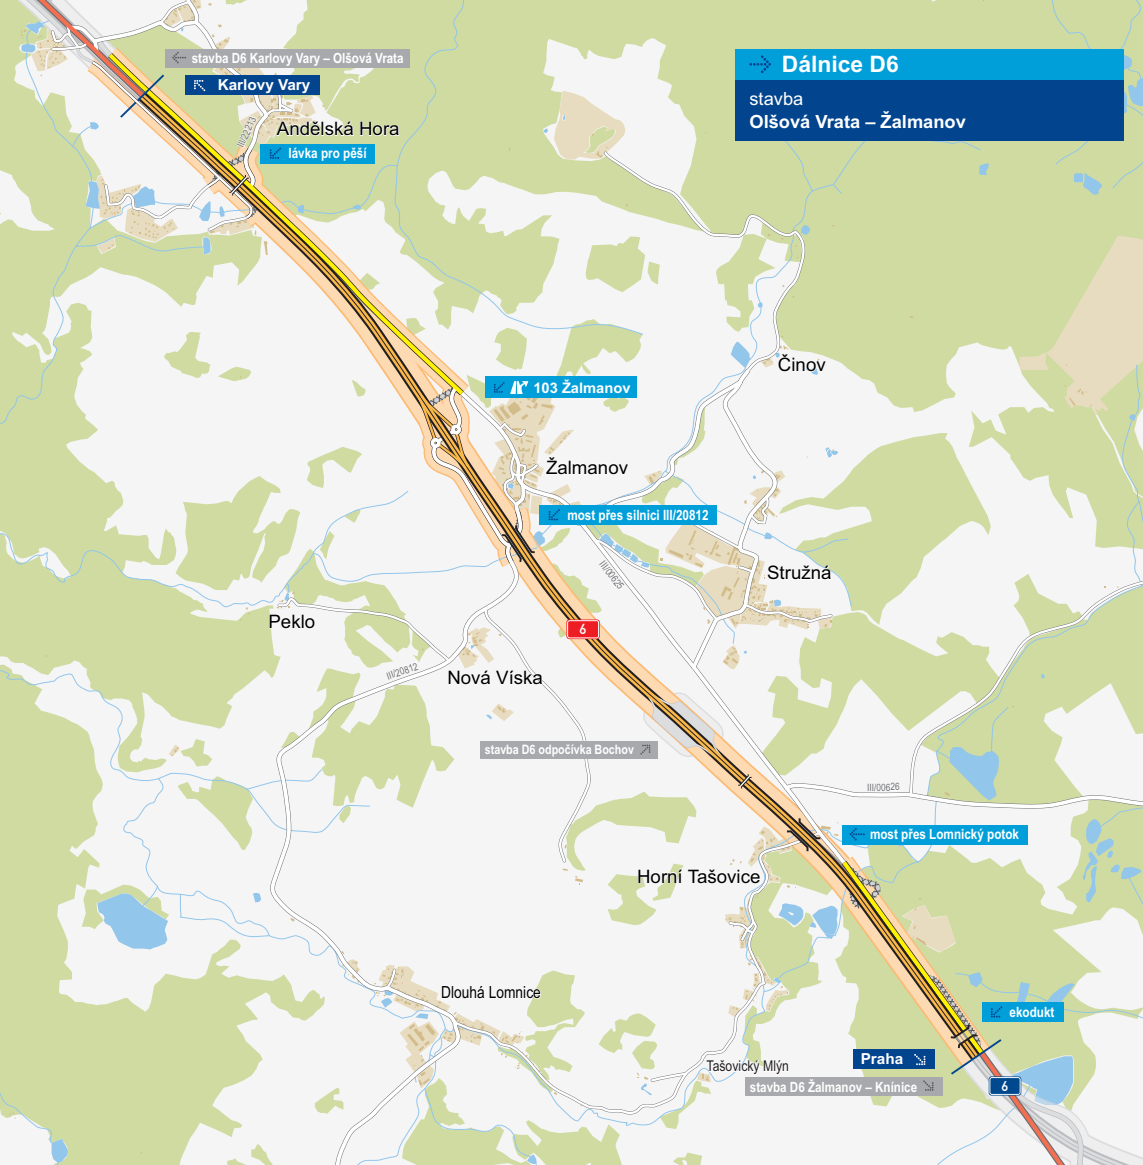 stavba D6 Karlovy Vary – Olšová Vrata
Karlovy Vary
Dálnice D6
stavba
Olšová Vrata – Žalmanov
III/22213
Andělská Hora
lávka pro pěší
Činov
103 Žalmanov
Žalmanov
most přes silnici III/20812
III/00625
Stružná
Peklo
6
III/20812
Nová Víska
stavba D6 odpočívka Bochov
III/00626
most přes Lomnický potok
Horní Tašovice
Dlouhá Lomnice
ekodukt
Praha
Tašovický Mlýn
stavba D6 Žalmanov – Knínice
6